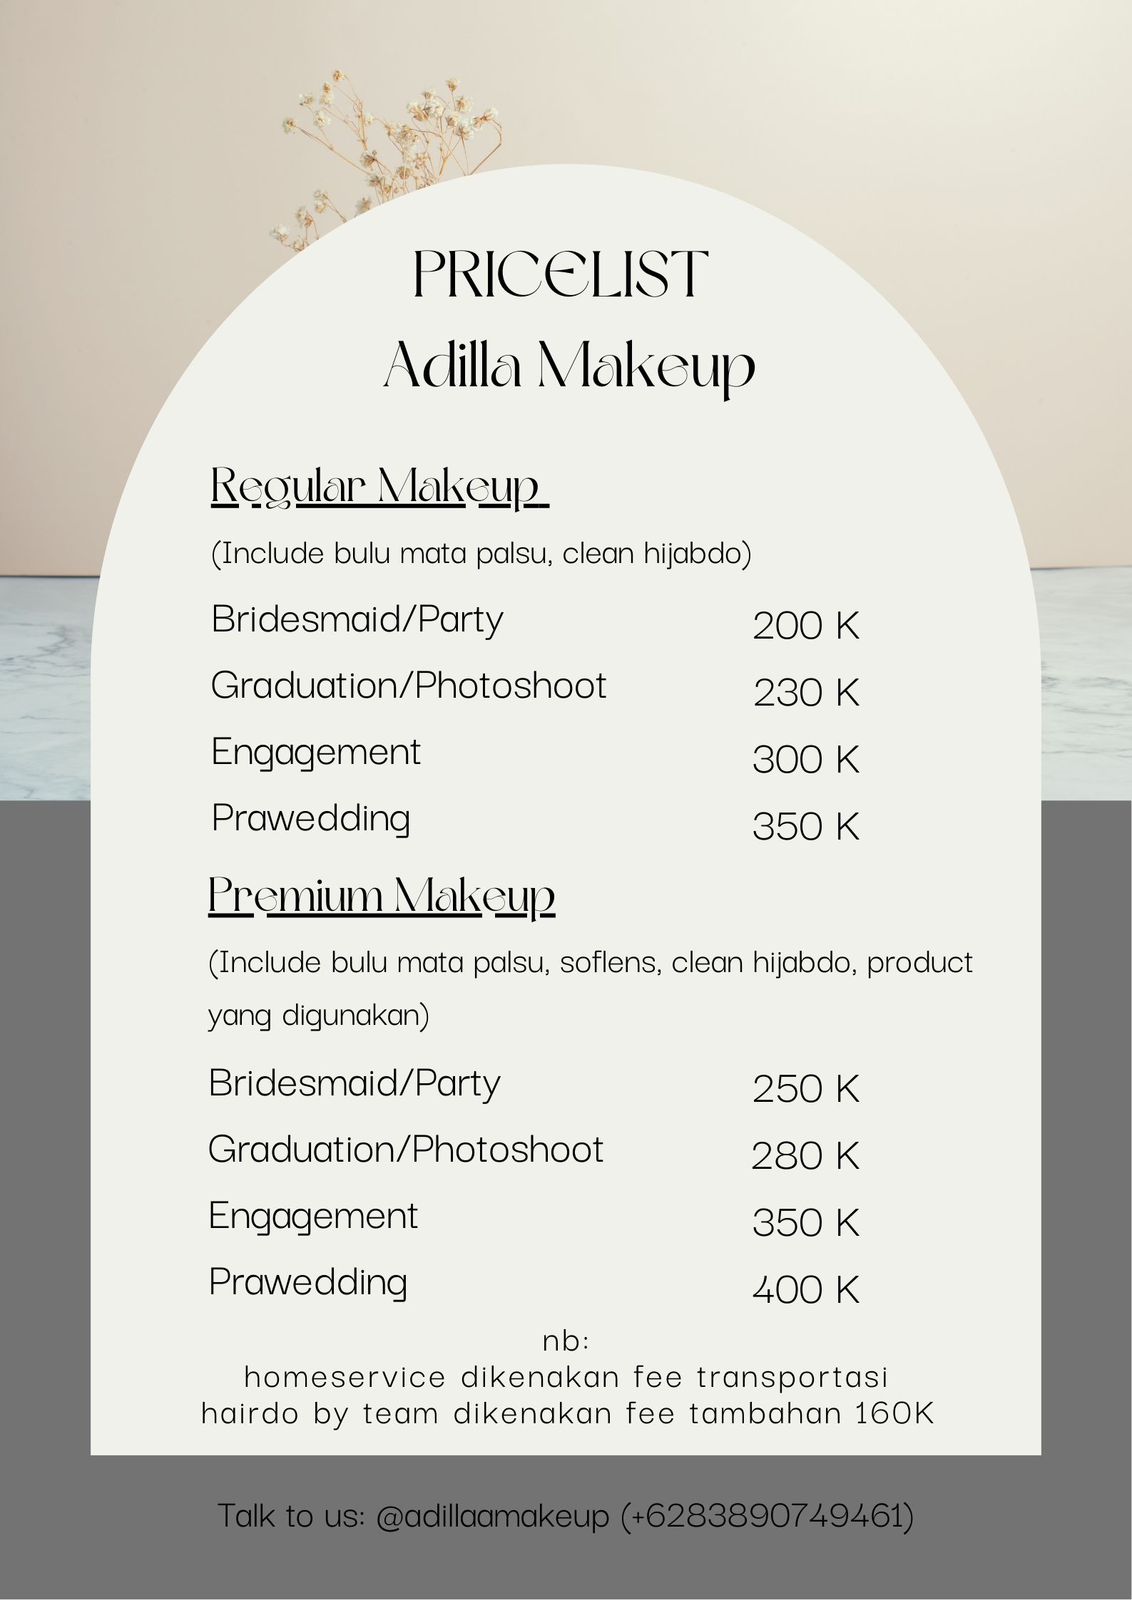 PRICELIST
Adilla Makeup
Regular Makeup
(Include bulu mata palsu, clean hijabdo)
Bridesmaid/Party 200 K
Graduation/Photoshoot 230 K
Engagement 300 K
Prawedding 350 K
Premium Makeup
(Include bulu mata palsu, soflens, clean hijabdo, product
yang digunakan)
Bridesmaid/Party 250 K
Graduation/Photoshoot 280 K
Engagement 350 K
Prawedding 400 K
nb:
homeservice dikenakan fee transportasi
hairdo by team dikenakan fee tambahan 160K
Talk to us: @adillaamakeup (+6283890749461)